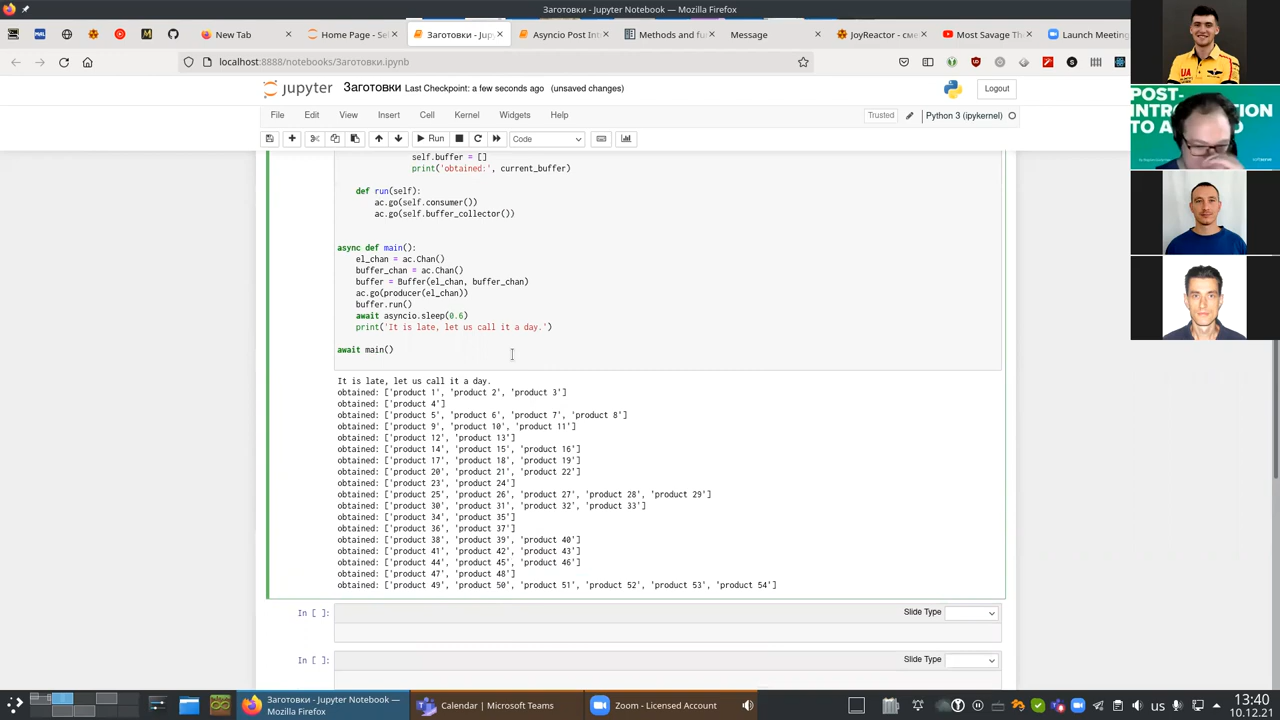 Заготовки - Jupyter Notebook — Mozilla Firefox
New Tab
Home Page - Se
Заготовки - Jup
Asyncio Post Int
Methods and fu
Message
JoyReactor - сме
Most Savage Th
Launch Meeting
localhost:8888/notebooks/Заготовки.ipynb
jupyter Заготовки Last Checkpoint: a few seconds ago (unsaved changes)
Logout
File Edit View Insert Cell Kernel Widgets Help
Trusted Python 3 (ipykernel)
Run Code
self.buffer = []
print('obtained:', current_buffer)
def run(self):
ac.go(self.consumer())
ac.go(self.buffer_collector())
async def main():
el_chan = ac.Chan()
buffer_chan = ac.Chan()
buffer = Buffer(el_chan, buffer_chan)
ac.go(producer(el_chan))
buffer.run()
await asyncio.sleep(0.6)
print('It is late, let us call it a day.')
await main()
It is late, let us call it a day.
obtained: ['product 1', 'product 2', 'product 3']
obtained: ['product 4']
obtained: ['product 5', 'product 6', 'product 7', 'product 8']
obtained: ['product 9', 'product 10', 'product 11']
obtained: ['product 12', 'product 13']
obtained: ['product 14', 'product 15', 'product 16']
obtained: ['product 17', 'product 18', 'product 19']
obtained: ['product 20', 'product 21', 'product 22']
obtained: ['product 23', 'product 24']
obtained: ['product 25', 'product 26', 'product 27', 'product 28', 'product 29']
obtained: ['product 30', 'product 31', 'product 32', 'product 33']
obtained: ['product 34', 'product 35']
obtained: ['product 36', 'product 37']
obtained: ['product 38', 'product 39', 'product 40']
obtained: ['product 41', 'product 42', 'product 43']
obtained: ['product 44', 'product 45', 'product 46']
obtained: ['product 47', 'product 48']
obtained: ['product 49', 'product 50', 'product 51', 'product 52', 'product 53', 'product 54']
In [ ]:
Slide Type
In [ ]:
Slide Type
UA
POST-
TO A
Заготовки - Jupyter Notebook —
Mozilla Firefox
Calendar | Microsoft Teams
Zoom - Licensed Account
us
13:40
10.12.21